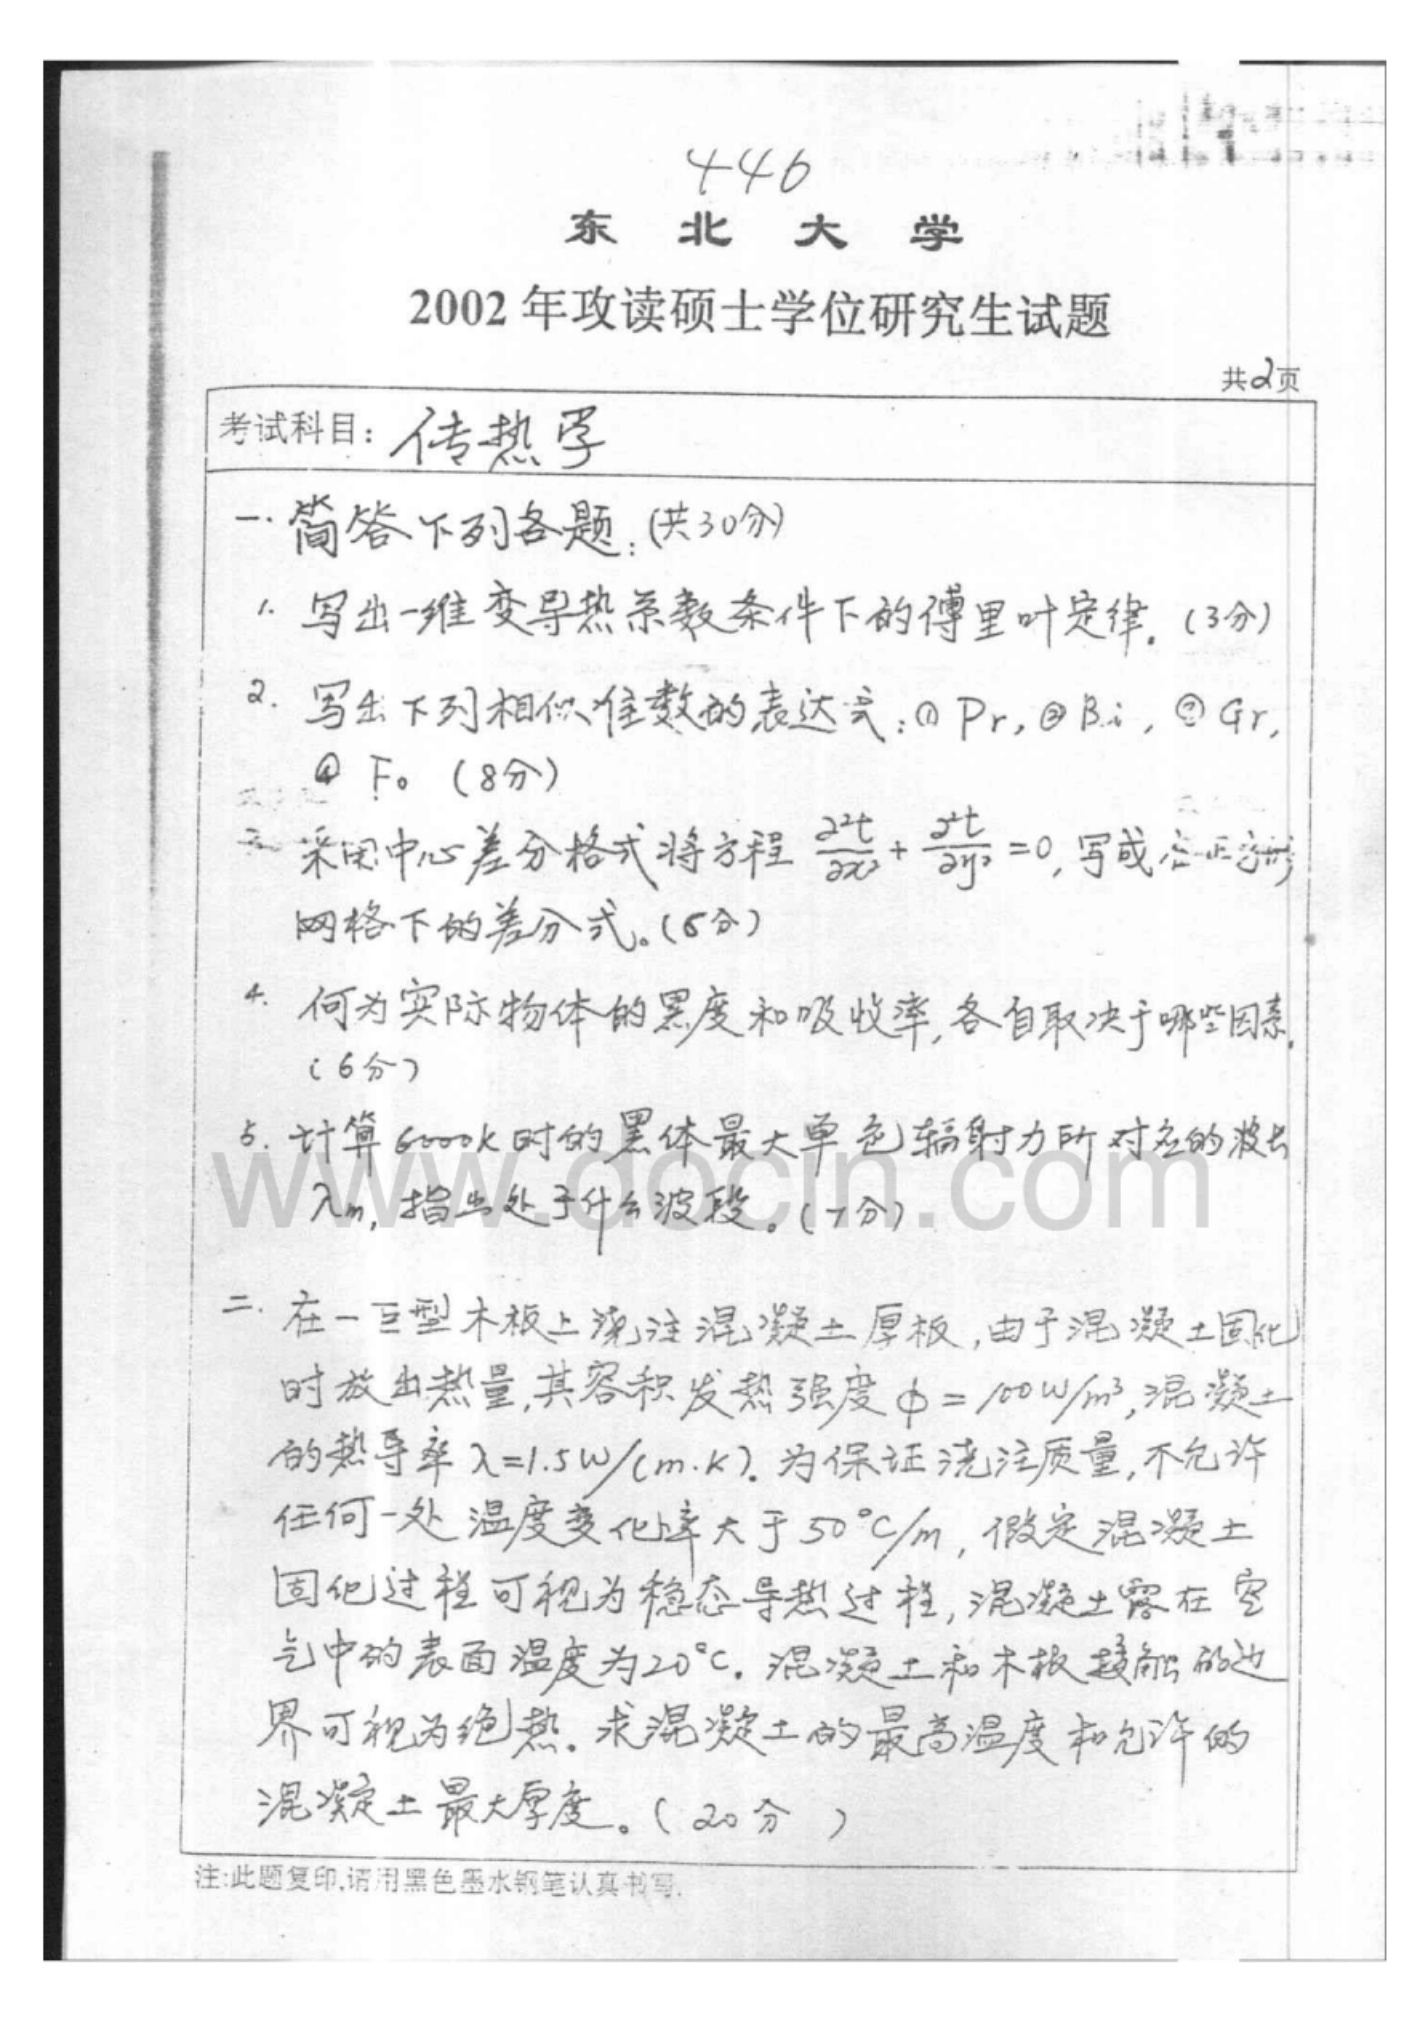 446
东北大学
2002年攻读硕士学位研究生试题
共2页
考试科目: 传热学
一. 简答下列各题: (共30分)
1. 写出一维变导热系数条件下的傅里叶定律. (3分)
2. 写出下列相似准数的表达式: ① Pr, ② Bi, ③ Gr,
④ Fo (8分)
采用中心差分格式将方程 ∂²t/∂x² + ∂²t/∂y² = 0, 写成在正方形
网格下的差分式。(6分)
4. 何为实际物体的黑度和吸收率, 各自取决于哪些因素.
(6分)
5. 计算6000K时的黑体最大单色辐射力所对应的波长
λm, 指出处于什么波段。(7分)
www.docin.com
二. 在一巨型木板上浇注混凝土厚板, 由于混凝土固化
时放出热量, 其容积发热强度 φ = 100W/m³, 混凝土
的热导率 λ=1.5W/(m.K). 为保证浇注质量, 不允许
任何一处温度变化率大于50°C/m, 假定混凝土
固化过程可视为稳态导热过程, 混凝土露在空
气中的表面温度为20°C. 混凝土和木板接触的边
界可视为绝热. 求混凝土的最高温度和允许的
混凝土最大厚度。(20分)
注:此题复印,请用黑色墨水钢笔认真书写.